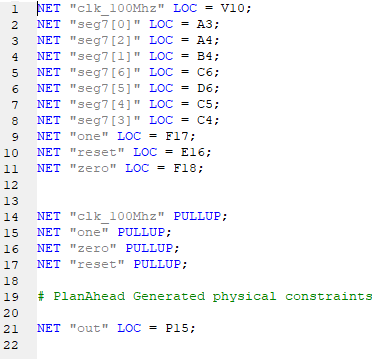 1 NET "clk_100Mhz" LOC = V10;
2 NET "seg7[0]" LOC = A3;
3 NET "seg7[2]" LOC = A4;
4 NET "seg7[1]" LOC = B4;
5 NET "seg7[6]" LOC = C6;
6 NET "seg7[5]" LOC = D6;
7 NET "seg7[4]" LOC = C5;
8 NET "seg7[3]" LOC = C4;
9 NET "one" LOC = F17;
10 NET "reset" LOC = E16;
11 NET "zero" LOC = F18;
12
13
14 NET "clk_100Mhz" PULLUP;
15 NET "one" PULLUP;
16 NET "zero" PULLUP;
17 NET "reset" PULLUP;
18
19 # PlanAhead Generated physical constraints
20
21 NET "out" LOC = P15;
22